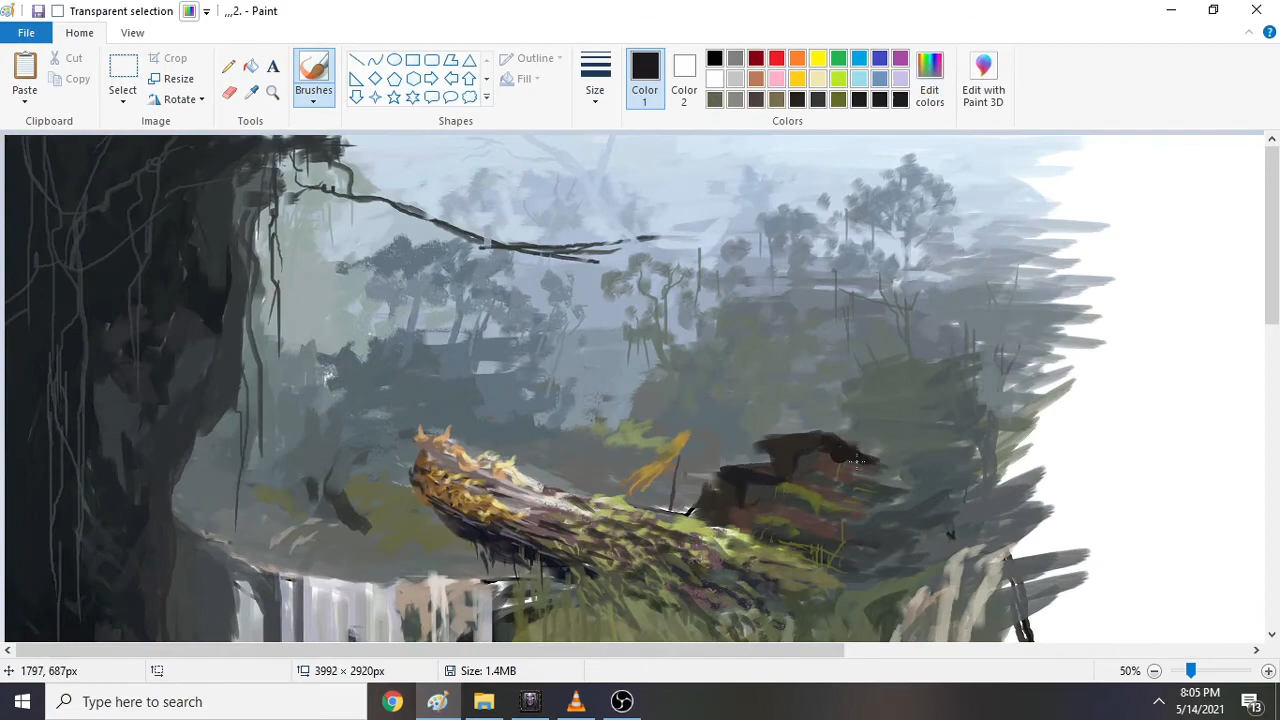 Transparent selection
,,,2. - Paint
File
Home
View
Paste
Cut
Copy
Clipboard
Select
Crop
Resize
Rotate
Image
A
Tools
Brushes
Outline
Fill
Shapes
Size
Color 1
Color 2
Edit colors
Colors
Edit with Paint 3D
1797, 687px
3992 × 2920px
Size: 1.4MB
50%
Type here to search
8:05 PM
5/14/2021
13